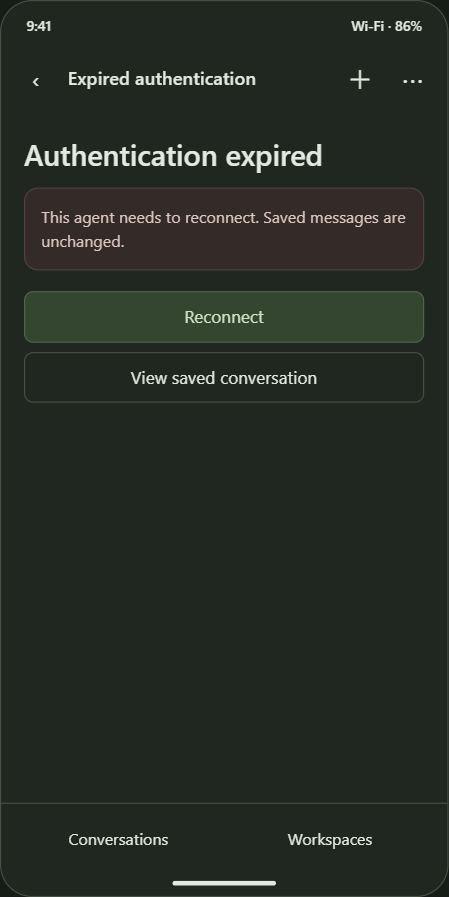 9:41 Wi-Fi · 86%
‹ Expired authentication + ...
Authentication expired
This agent needs to reconnect. Saved messages are
unchanged.
Reconnect
View saved conversation
Conversations Workspaces